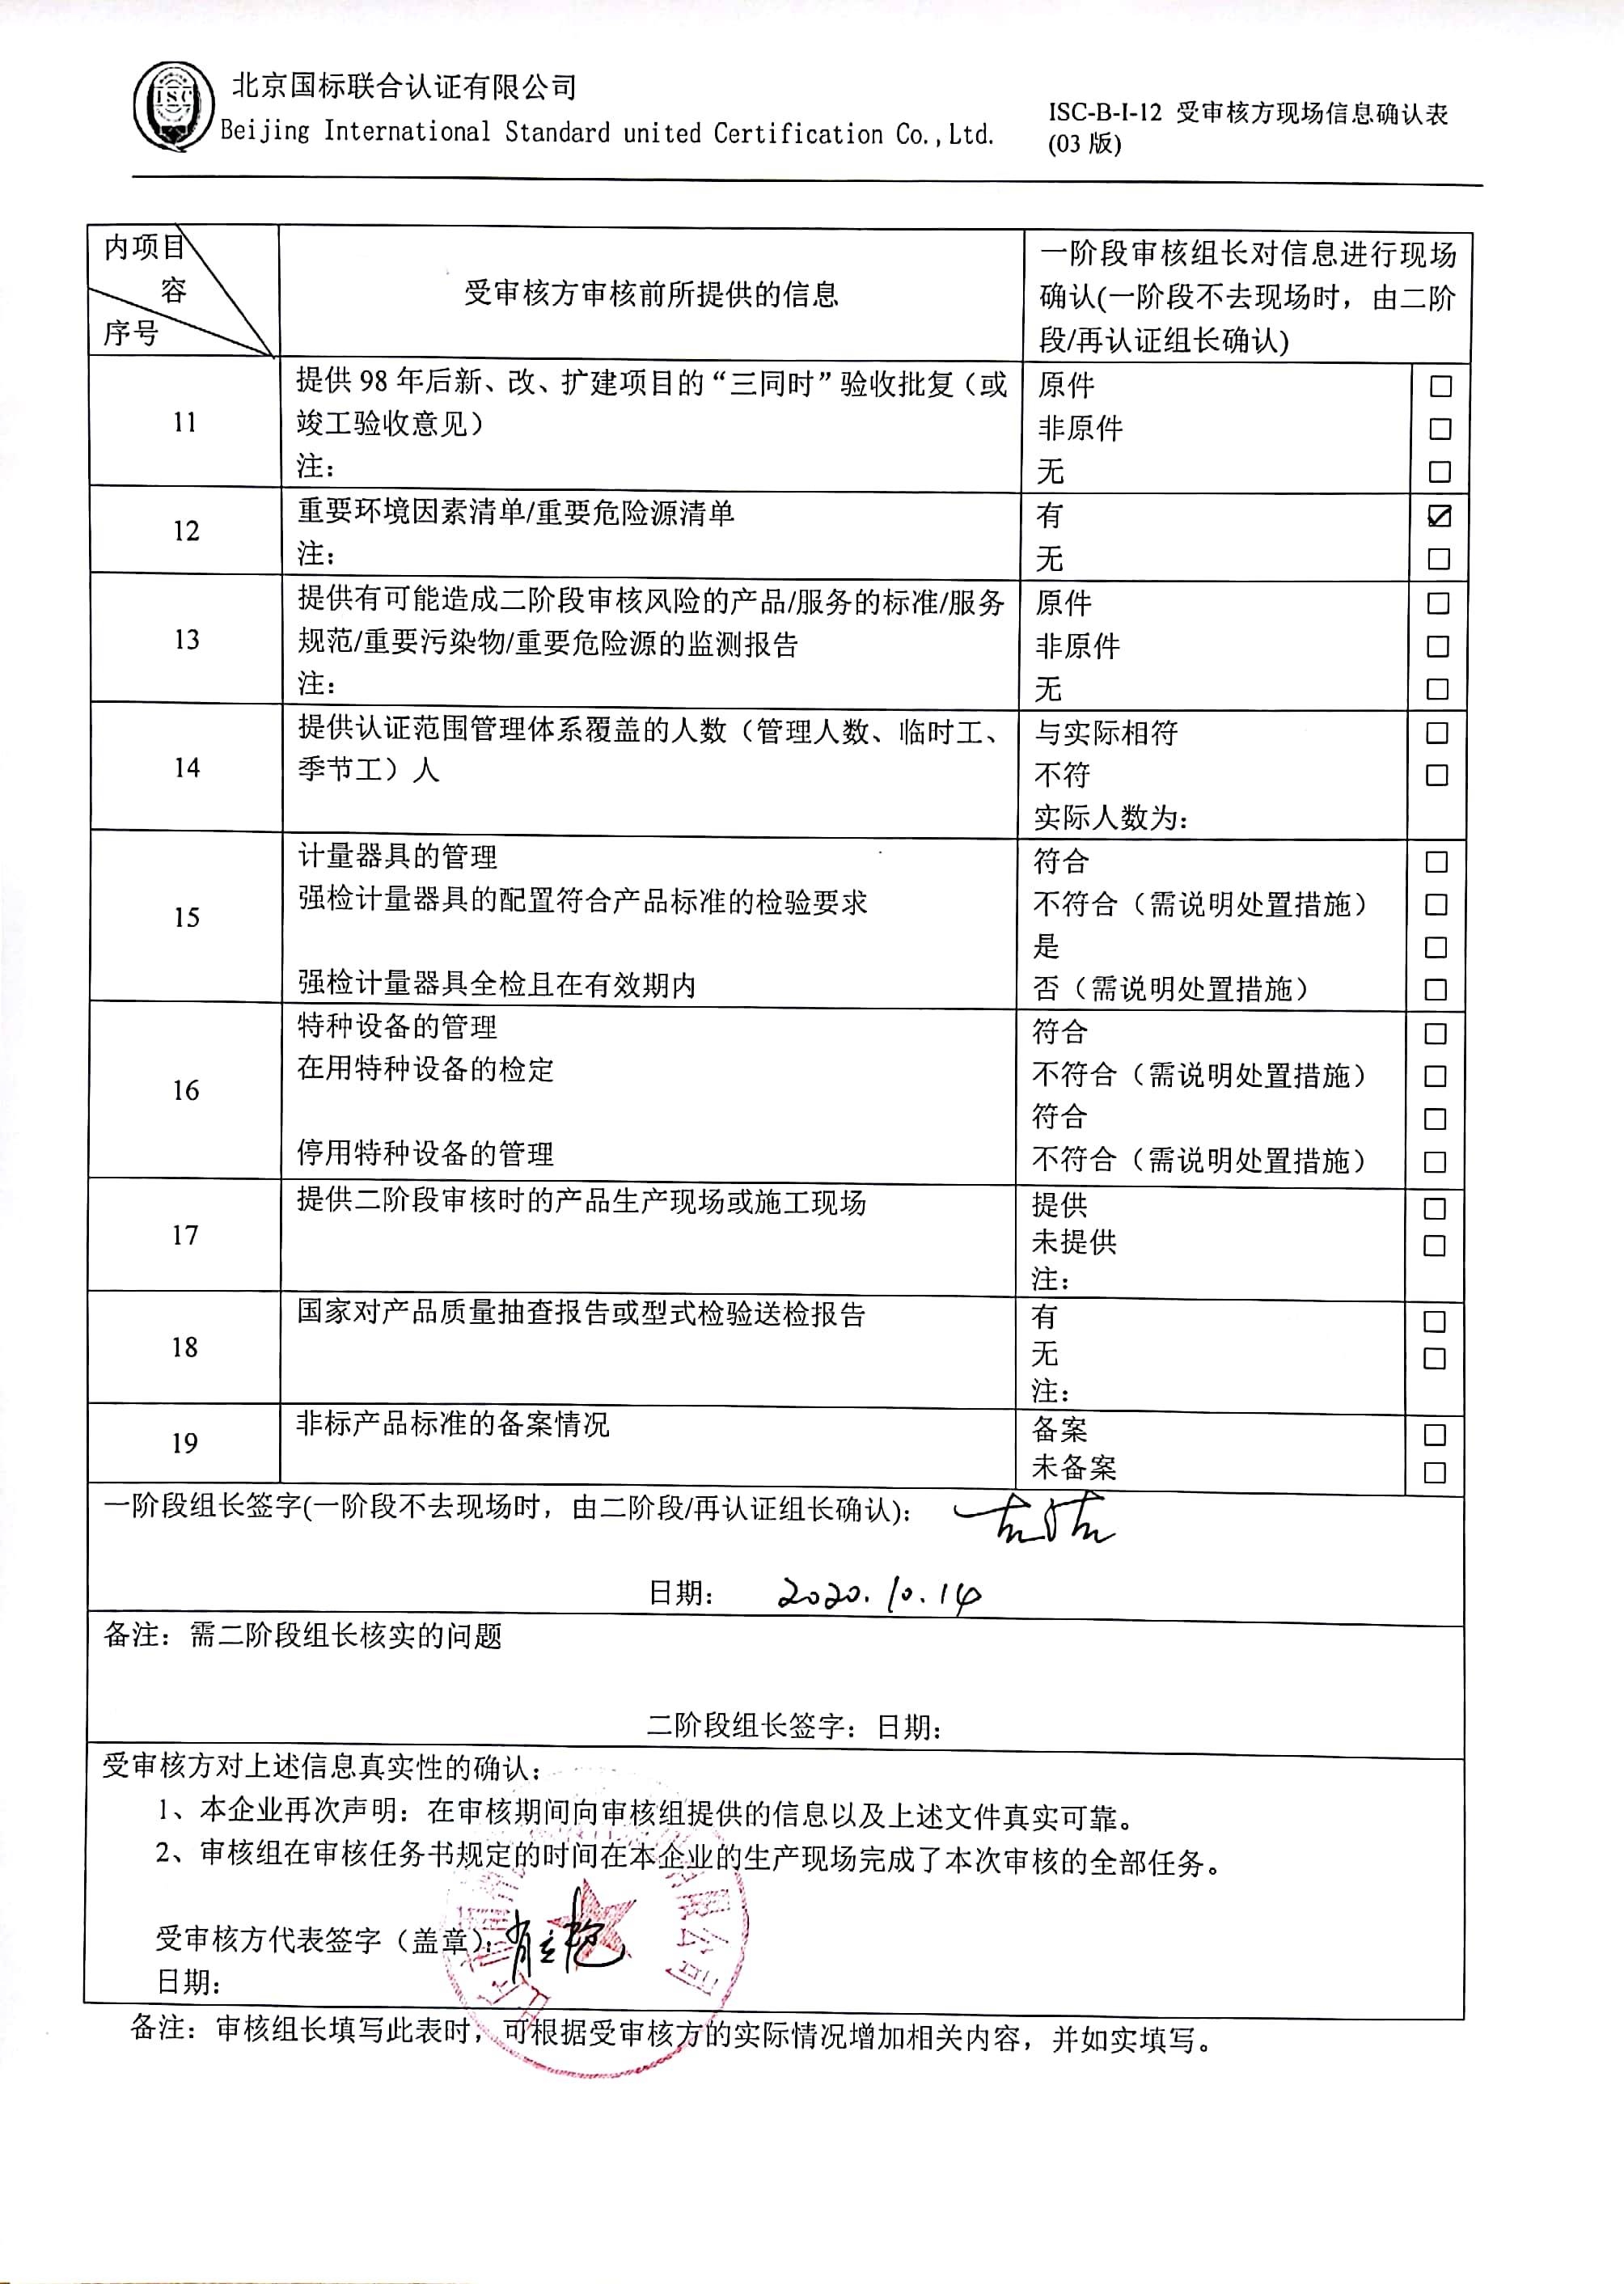 北京国标联合认证有限公司
Beijing International Standard united Certification Co.,Ltd.
ISC-B-I-12 受审核方现场信息确认表
(03 版)
ISC
内项目
容
序号
受审核方审核前所提供的信息
一阶段审核组长对信息进行现场
确认(一阶段不去现场时，由二阶
段/再认证组长确认)
11
提供 98 年后新、改、扩建项目的“三同时”验收批复（或
竣工验收意见）
注：
原件 □
非原件 □
无 □
12
重要环境因素清单/重要危险源清单
注：
有 ☑
无 □
13
提供有可能造成二阶段审核风险的产品/服务的标准/服务
规范/重要污染物/重要危险源的监测报告
注：
原件 □
非原件 □
无 □
14
提供认证范围管理体系覆盖的人数（管理人数、临时工、
季节工）人
与实际相符 □
不符 □
实际人数为：
15
计量器具的管理
强检计量器具的配置符合产品标准的检验要求
强检计量器具全检且在有效期内
符合 □
不符合（需说明处置措施） □
是 □
否（需说明处置措施） □
16
特种设备的管理
在用特种设备的检定
停用特种设备的管理
符合 □
不符合（需说明处置措施） □
符合 □
不符合（需说明处置措施） □
17
提供二阶段审核时的产品生产现场或施工现场
提供 □
未提供 □
注：
18
国家对产品质量抽查报告或型式检验送检报告
有 □
无 □
注：
19
非标产品标准的备案情况
备案 □
未备案 □
一阶段组长签字(一阶段不去现场时，由二阶段/再认证组长确认)：
日期： 2020.10.14
备注：需二阶段组长核实的问题
二阶段组长签字：日期：
受审核方对上述信息真实性的确认：
1、本企业再次声明：在审核期间向审核组提供的信息以及上述文件真实可靠。
2、审核组在审核任务书规定的时间在本企业的生产现场完成了本次审核的全部任务。
受审核方代表签字（盖章）：
日期：
备注：审核组长填写此表时，可根据受审核方的实际情况增加相关内容，并如实填写。